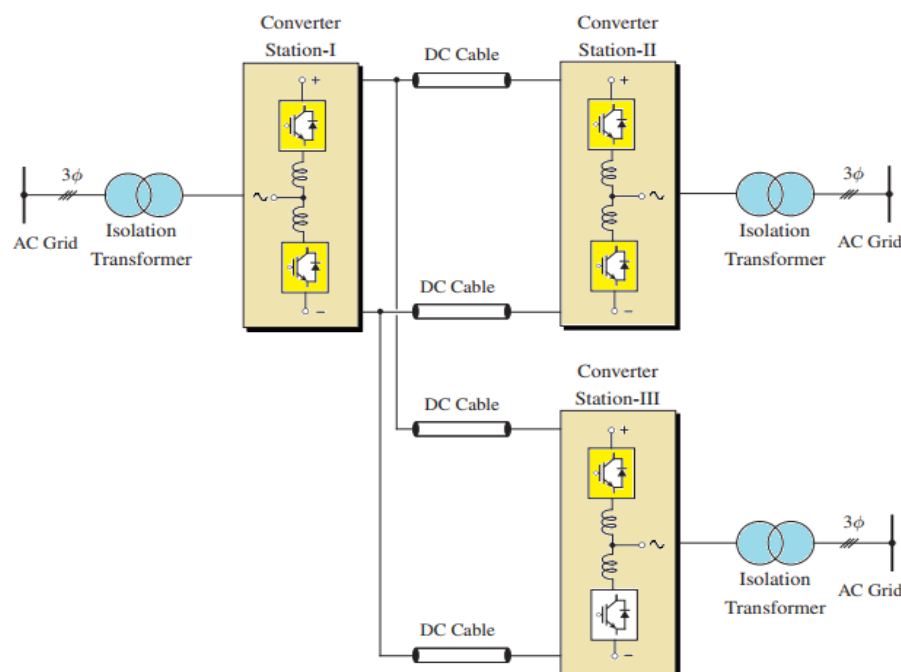 Converter
Station-I
DC Cable
Converter
Station-II
+
+
3ϕ
3ϕ
∼
∼
AC Grid
Isolation
Transformer
Isolation
Transformer
AC Grid
DC Cable
−
−
Converter
Station-III
DC Cable
+
3ϕ
∼
Isolation
Transformer
AC Grid
DC Cable
−